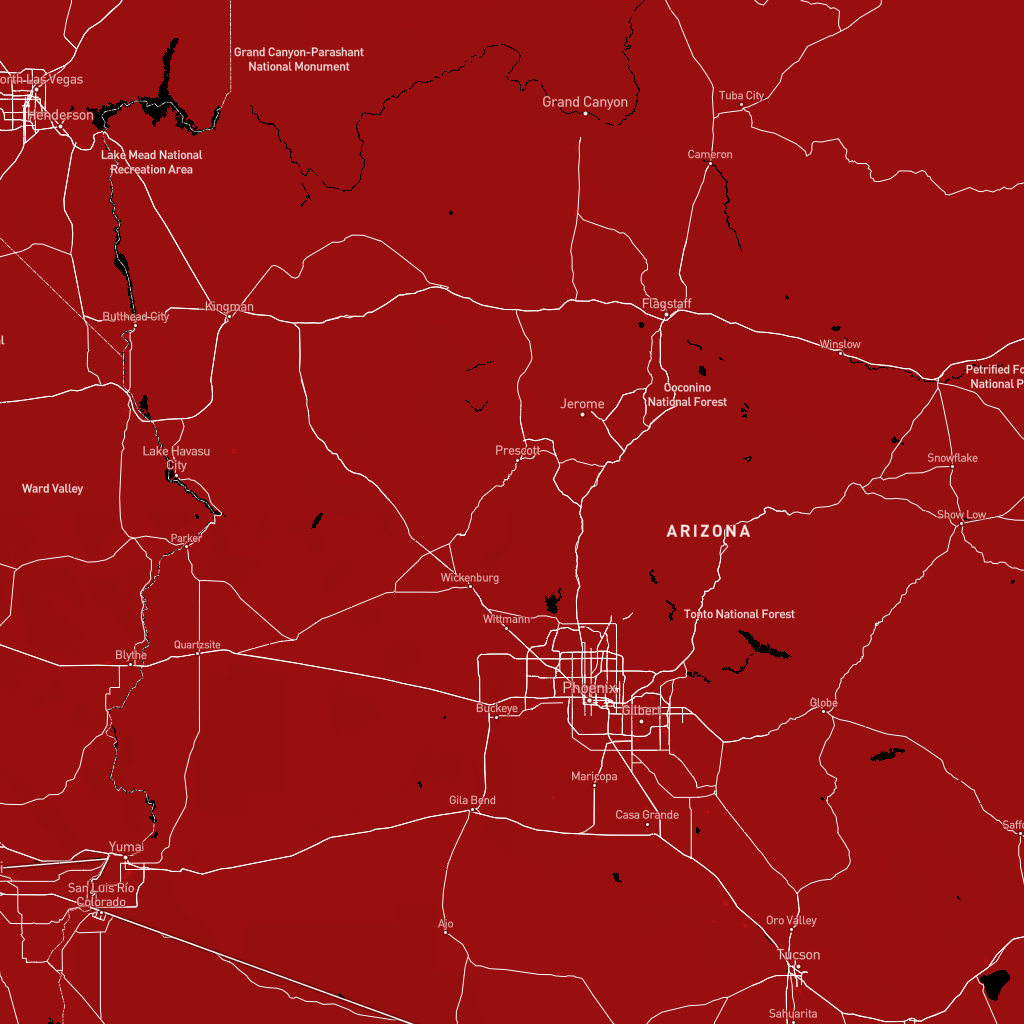 Grand Canyon-Parashant
National Monument
North Las Vegas
Henderson
Grand Canyon
Tuba City
Lake Mead National
Recreation Area
Cameron
Kingman
Bullhead City
Flagstaff
Winslow
Petrified Fo
National P
Coconino
National Forest
Jerome
Prescott
Lake Havasu
City
Snowflake
Ward Valley
Show Low
ARIZONA
Parker
Wickenburg
Wittmann
Tonto National Forest
Quartzsite
Blythe
Phoenix
Buckeye
Gilbert
Globe
Maricopa
Gila Bend
Casa Grande
Saffo
Yuma
San Luis Río
Colorado
Ajo
Oro Valley
Tucson
Sahuarita